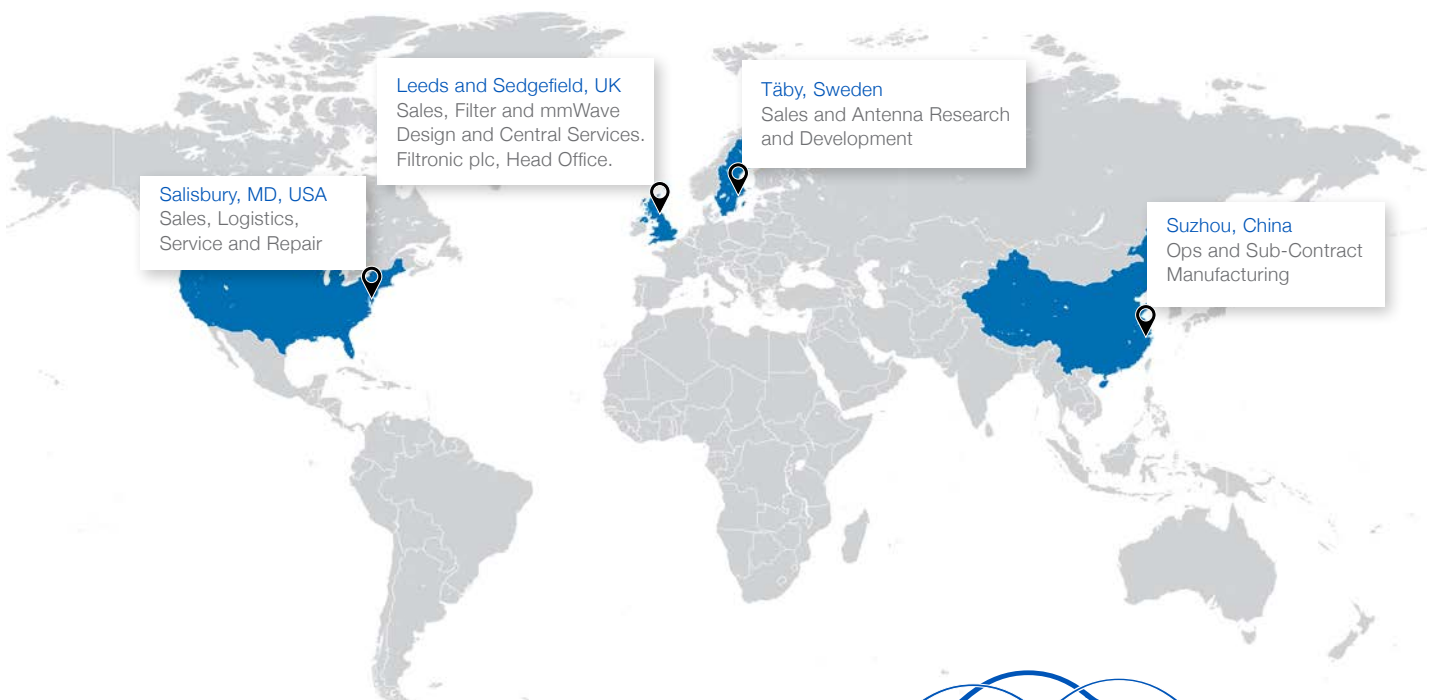 Leeds and Sedgefield, UK
Sales, Filter and mmWave
Design and Central Services.
Filtronic plc, Head Office.
Täby, Sweden
Sales and Antenna Research
and Development
Salisbury, MD, USA
Sales, Logistics,
Service and Repair
Suzhou, China
Ops and Sub-Contract
Manufacturing